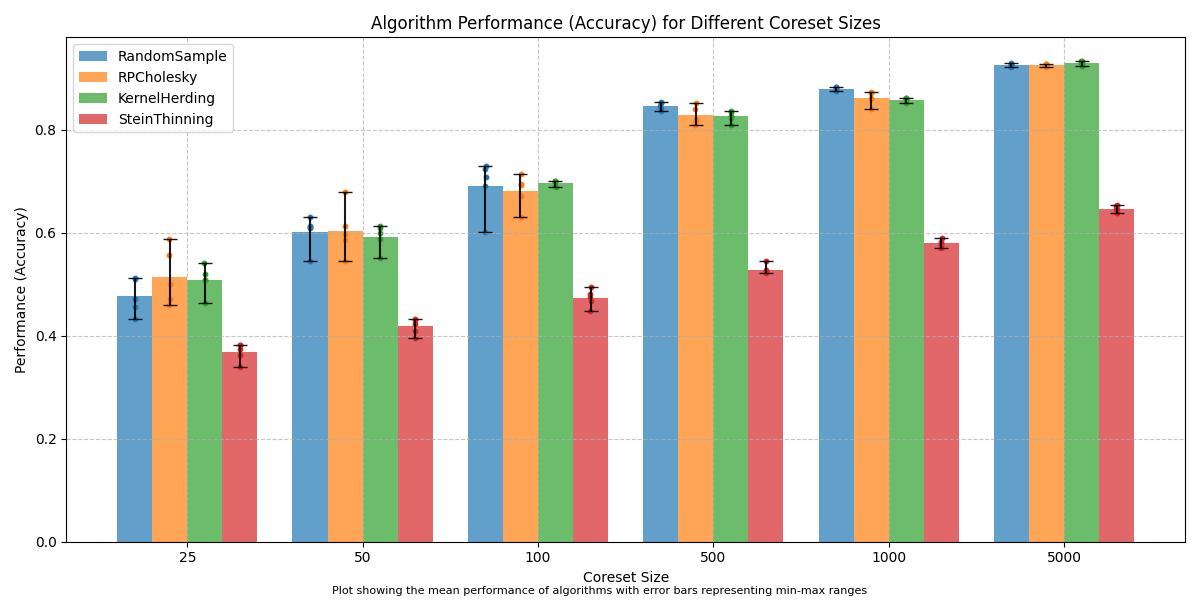 Algorithm Performance (Accuracy) for Different Coreset Sizes
RandomSample
RPCholesky
KernelHerding
SteinThinning
Performance (Accuracy)
0.8
0.6
0.4
0.2
0.0
25 50 100 500 1000 5000
Coreset Size
Plot showing the mean performance of algorithms with error bars representing min-max ranges